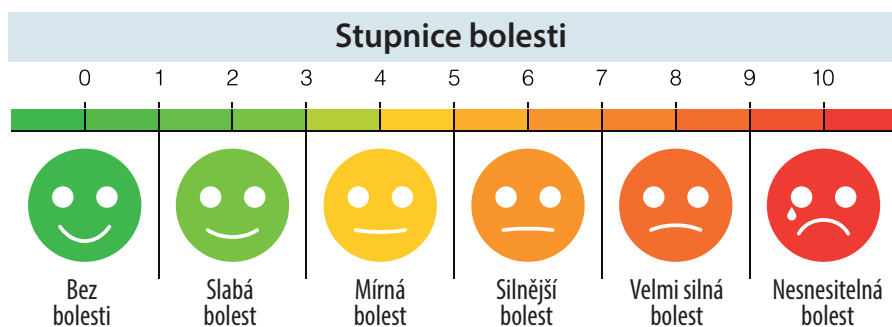 Stupnice bolesti
0 1 2 3 4 5 6 7 8 9 10
Bez
bolesti
Slabá
bolest
Mírná
bolest
Silnější
bolest
Velmi silná
bolest
Nesnesitelná
bolest